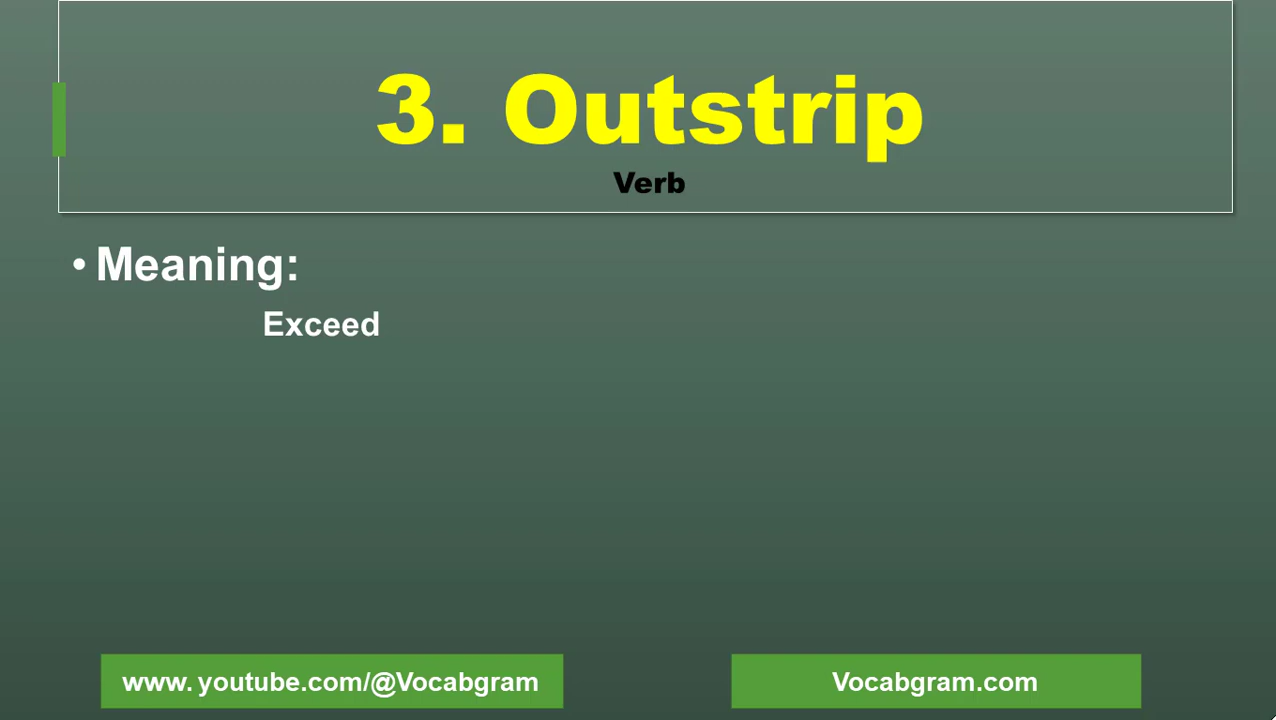 3. Outstrip
Verb
• Meaning:
Exceed
www. youtube.com/@Vocabgram
Vocabgram.com